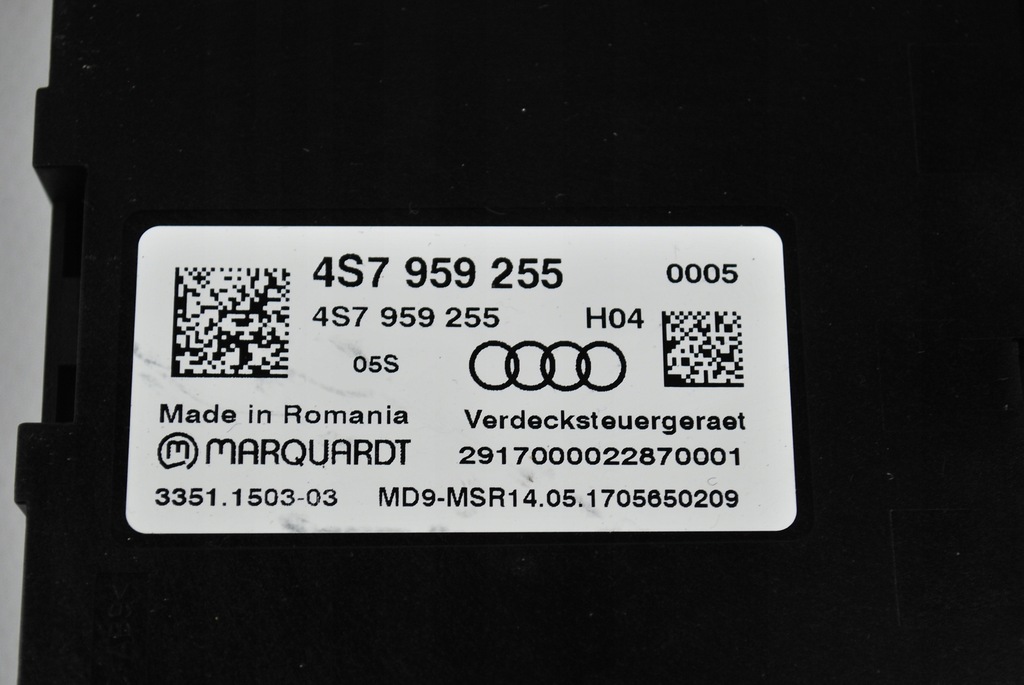 4S7 959 255 0005
4S7 959 255 H04
05S
Made in Romania Verdecksteuergeraet
MARQUARDT 2917000022870001
3351.1503-03 MD9-MSR14.05.1705650209